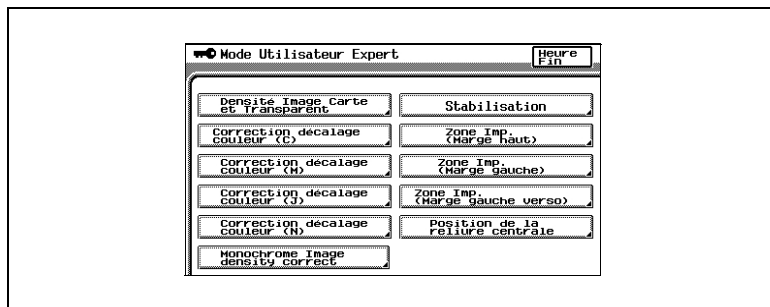 Mode Utilisateur Expert
Heure
Fin
Densité Image Carte
et Transparent
Stabilisation
Correction décalage
couleur (C)
Zone Imp.
(Marge haut)
Correction décalage
couleur (M)
Zone Imp.
(Marge gauche)
Correction décalage
couleur (J)
Zone Imp.
(Marge gauche verso)
Correction décalage
couleur (N)
Position de la
reliure centrale
Monochrome Image
density correct